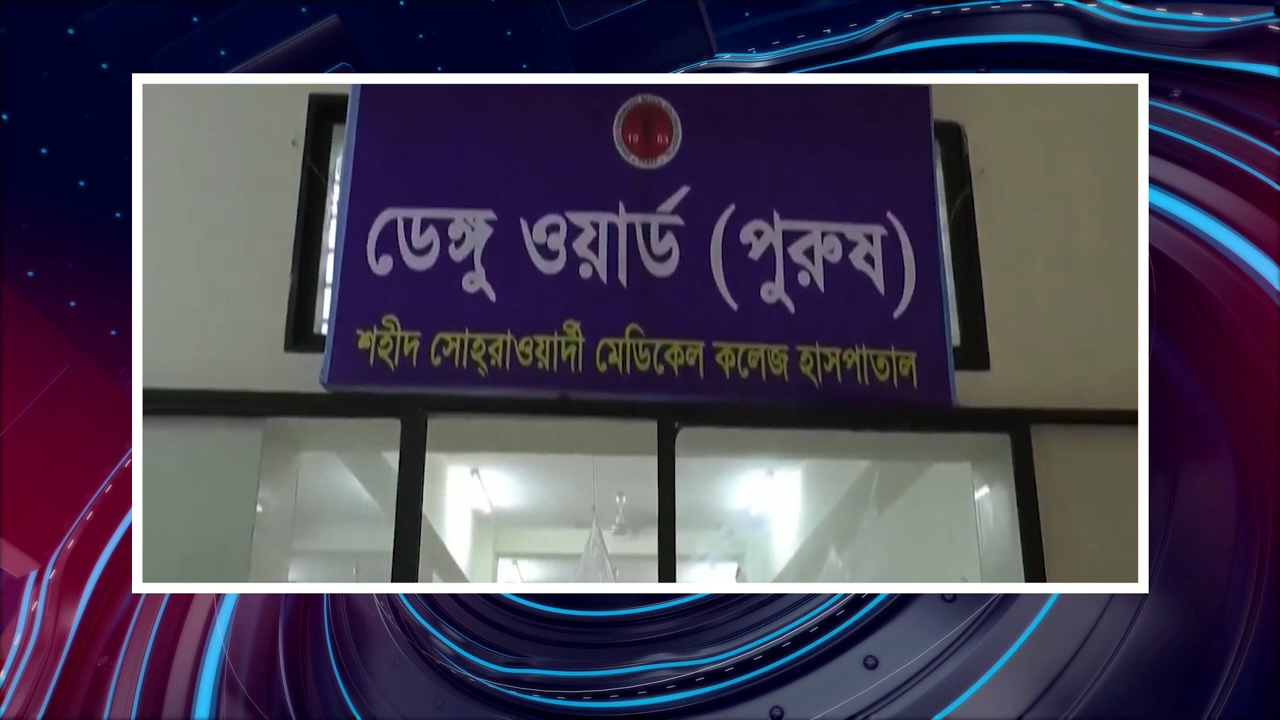 ডেঙ্গু ওয়ার্ড (পুরুষ)
শহীদ সোহ্‌রাওয়ার্দী মেডিকেল কলেজ হাসপাতাল